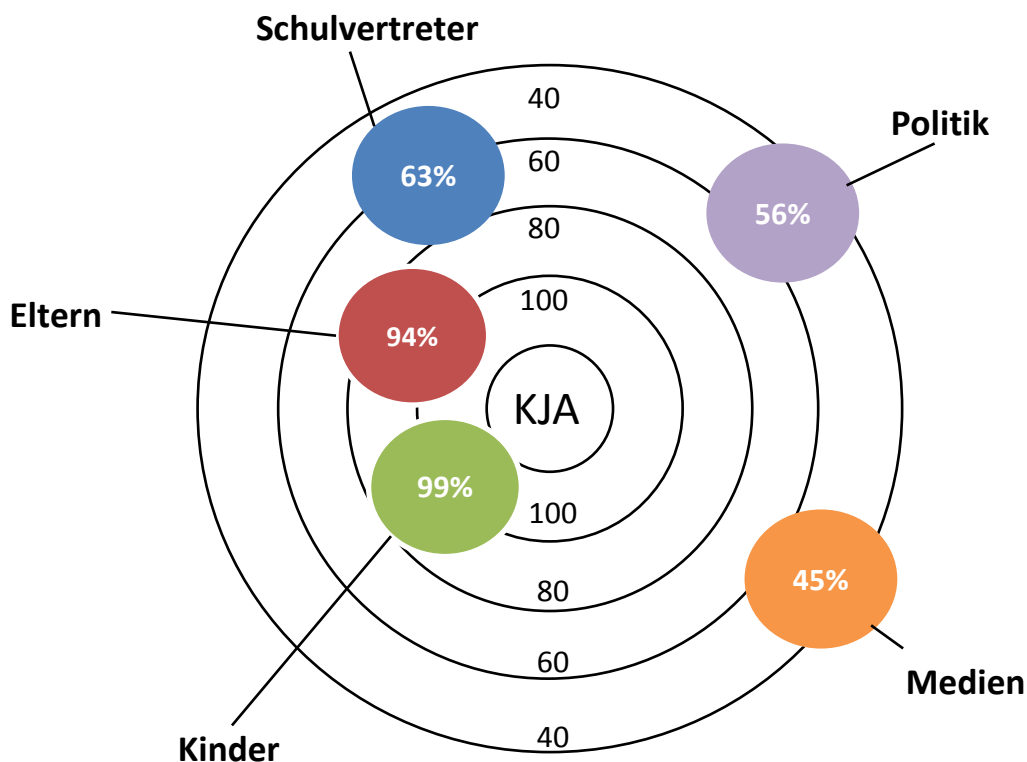 Schulvertreter
40
Politik
60
63%
56%
80
100
Eltern
94%
KJA
99%
100
45%
80
60
Medien
40
Kinder